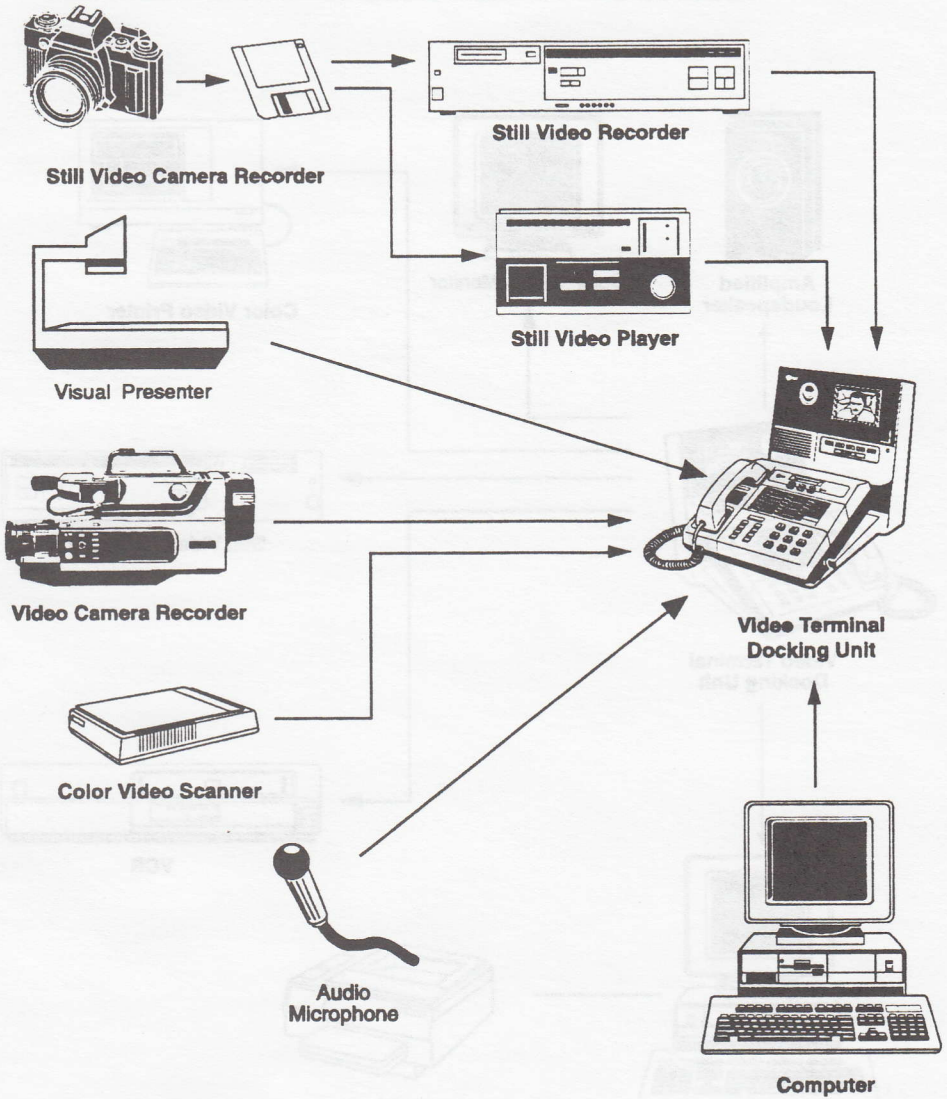 Still Video Recorder
Still Video Camera Recorder
Still Video Player
Visual Presenter
Video Camera Recorder
Video Terminal
Docking Unit
Color Video Scanner
Audio
Microphone
Computer